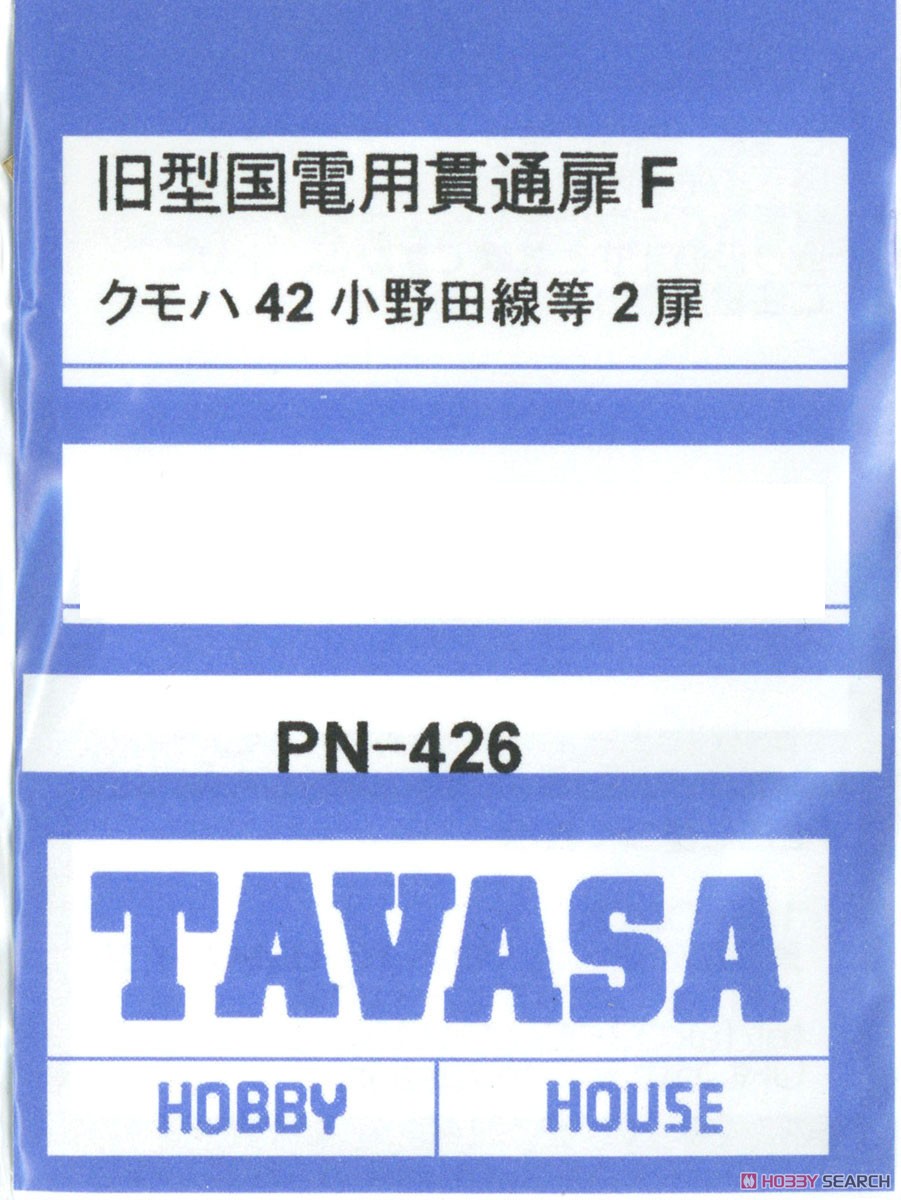 旧型国電用貫通扉 F
クモハ 42 小野田線等 2 扉
PN-426
TAVASA
HOBBY HOUSE
HOBBY SEARCH